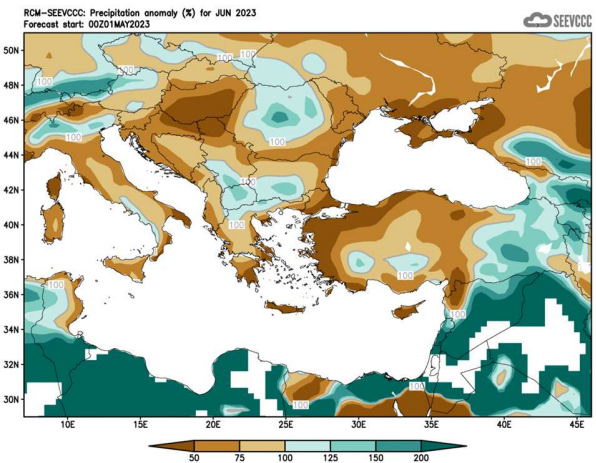 RCM-SEEVCCC: Precipitation anomaly (%) for JUN 2023
Forecast start: 00Z01MAY2023
SEEVCCC
50N
48N
46N
44N
42N
40N
38N
36N
34N
32N
30N
100
100
100
100
100
100
100
100
100
100
100
100
100
100
10E
15E
20E
25E
30E
35E
40E
45E
50
75
100
125
150
200